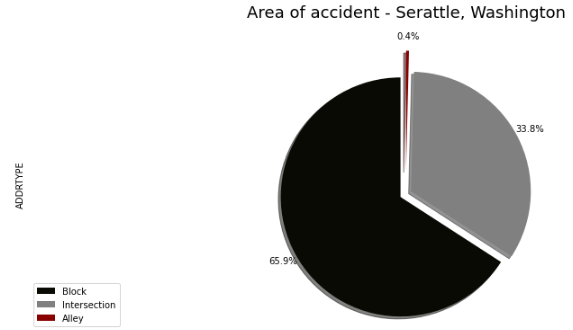 Area of accident - Serattle, Washington
0.4%
33.8%
ADDRTYPE
65.9%
Block
Intersection
Alley